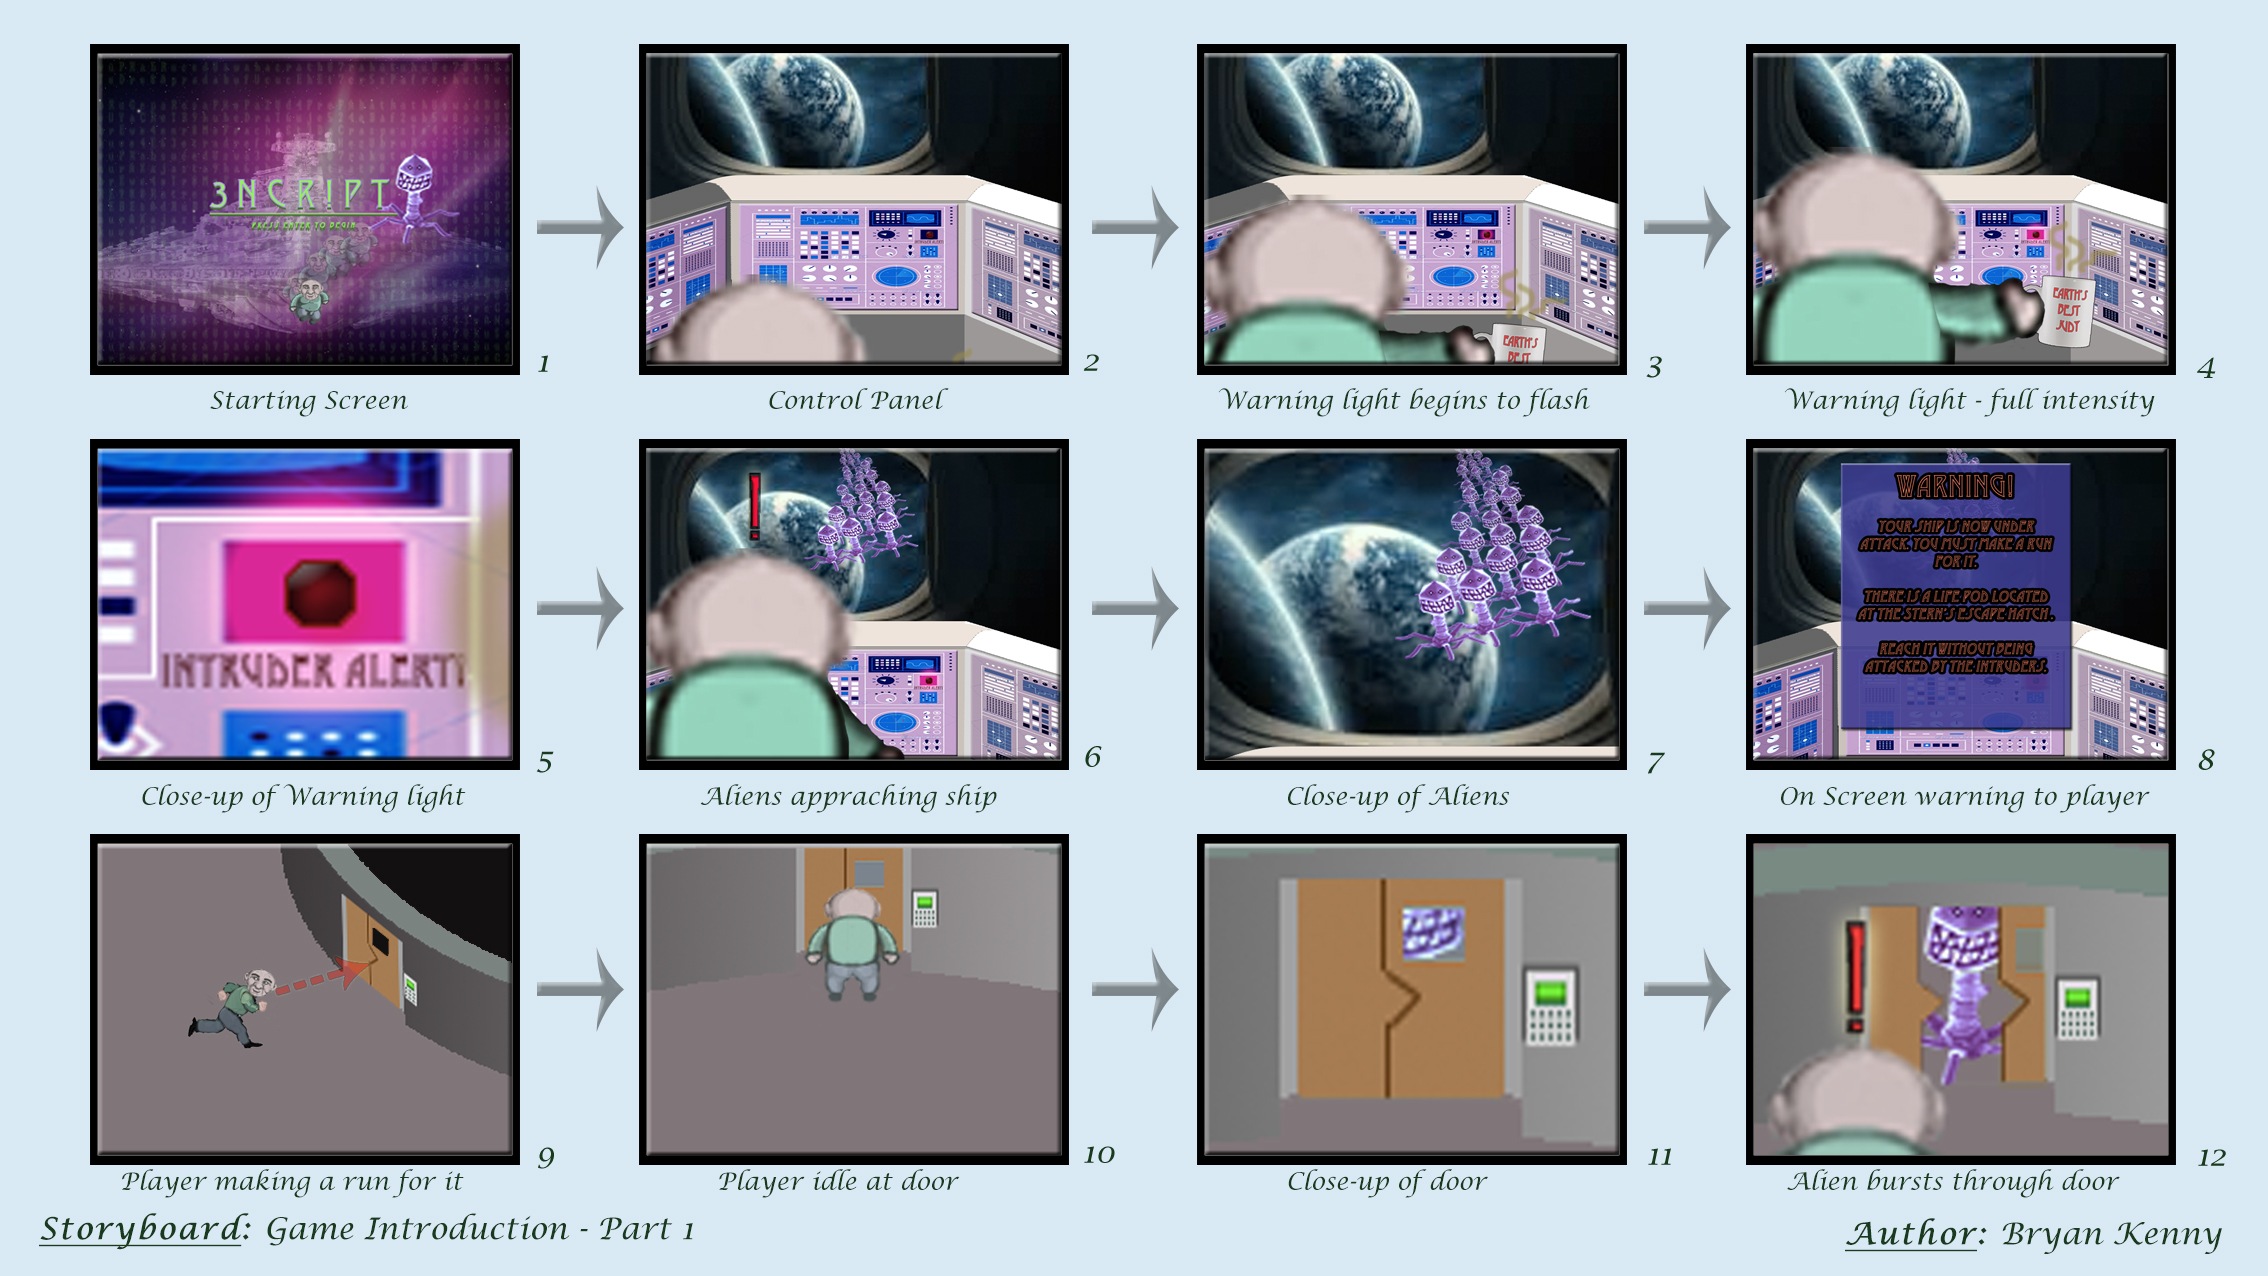 3NCRIPT
PRESS ENTER TO BEGIN
1
2
INTRUDER ALERT!
EARTH'S
BEST
3
EARTH'S
BEST
JUDY
4
Starting Screen
Control Panel
Warning light begins to flash
Warning light - full intensity
INTRUDER ALERT!
5
6
7
WARNING!
YOUR SHIP IS NOW UNDER
ATTACK. YOU MUST MAKE A RUN
FOR IT.
THERE IS A LIFE POD LOCATED
AT THE STERN'S ESCAPE HATCH.
REACH IT WITHOUT BEING
ATTACKED BY THE INTRUDERS.
8
Close-up of Warning light
Aliens appraching ship
Close-up of Aliens
On Screen warning to player
9
10
11
12
Player making a run for it
Player idle at door
Close-up of door
Alien bursts through door
Storyboard: Game Introduction - Part 1
Author: Bryan Kenny